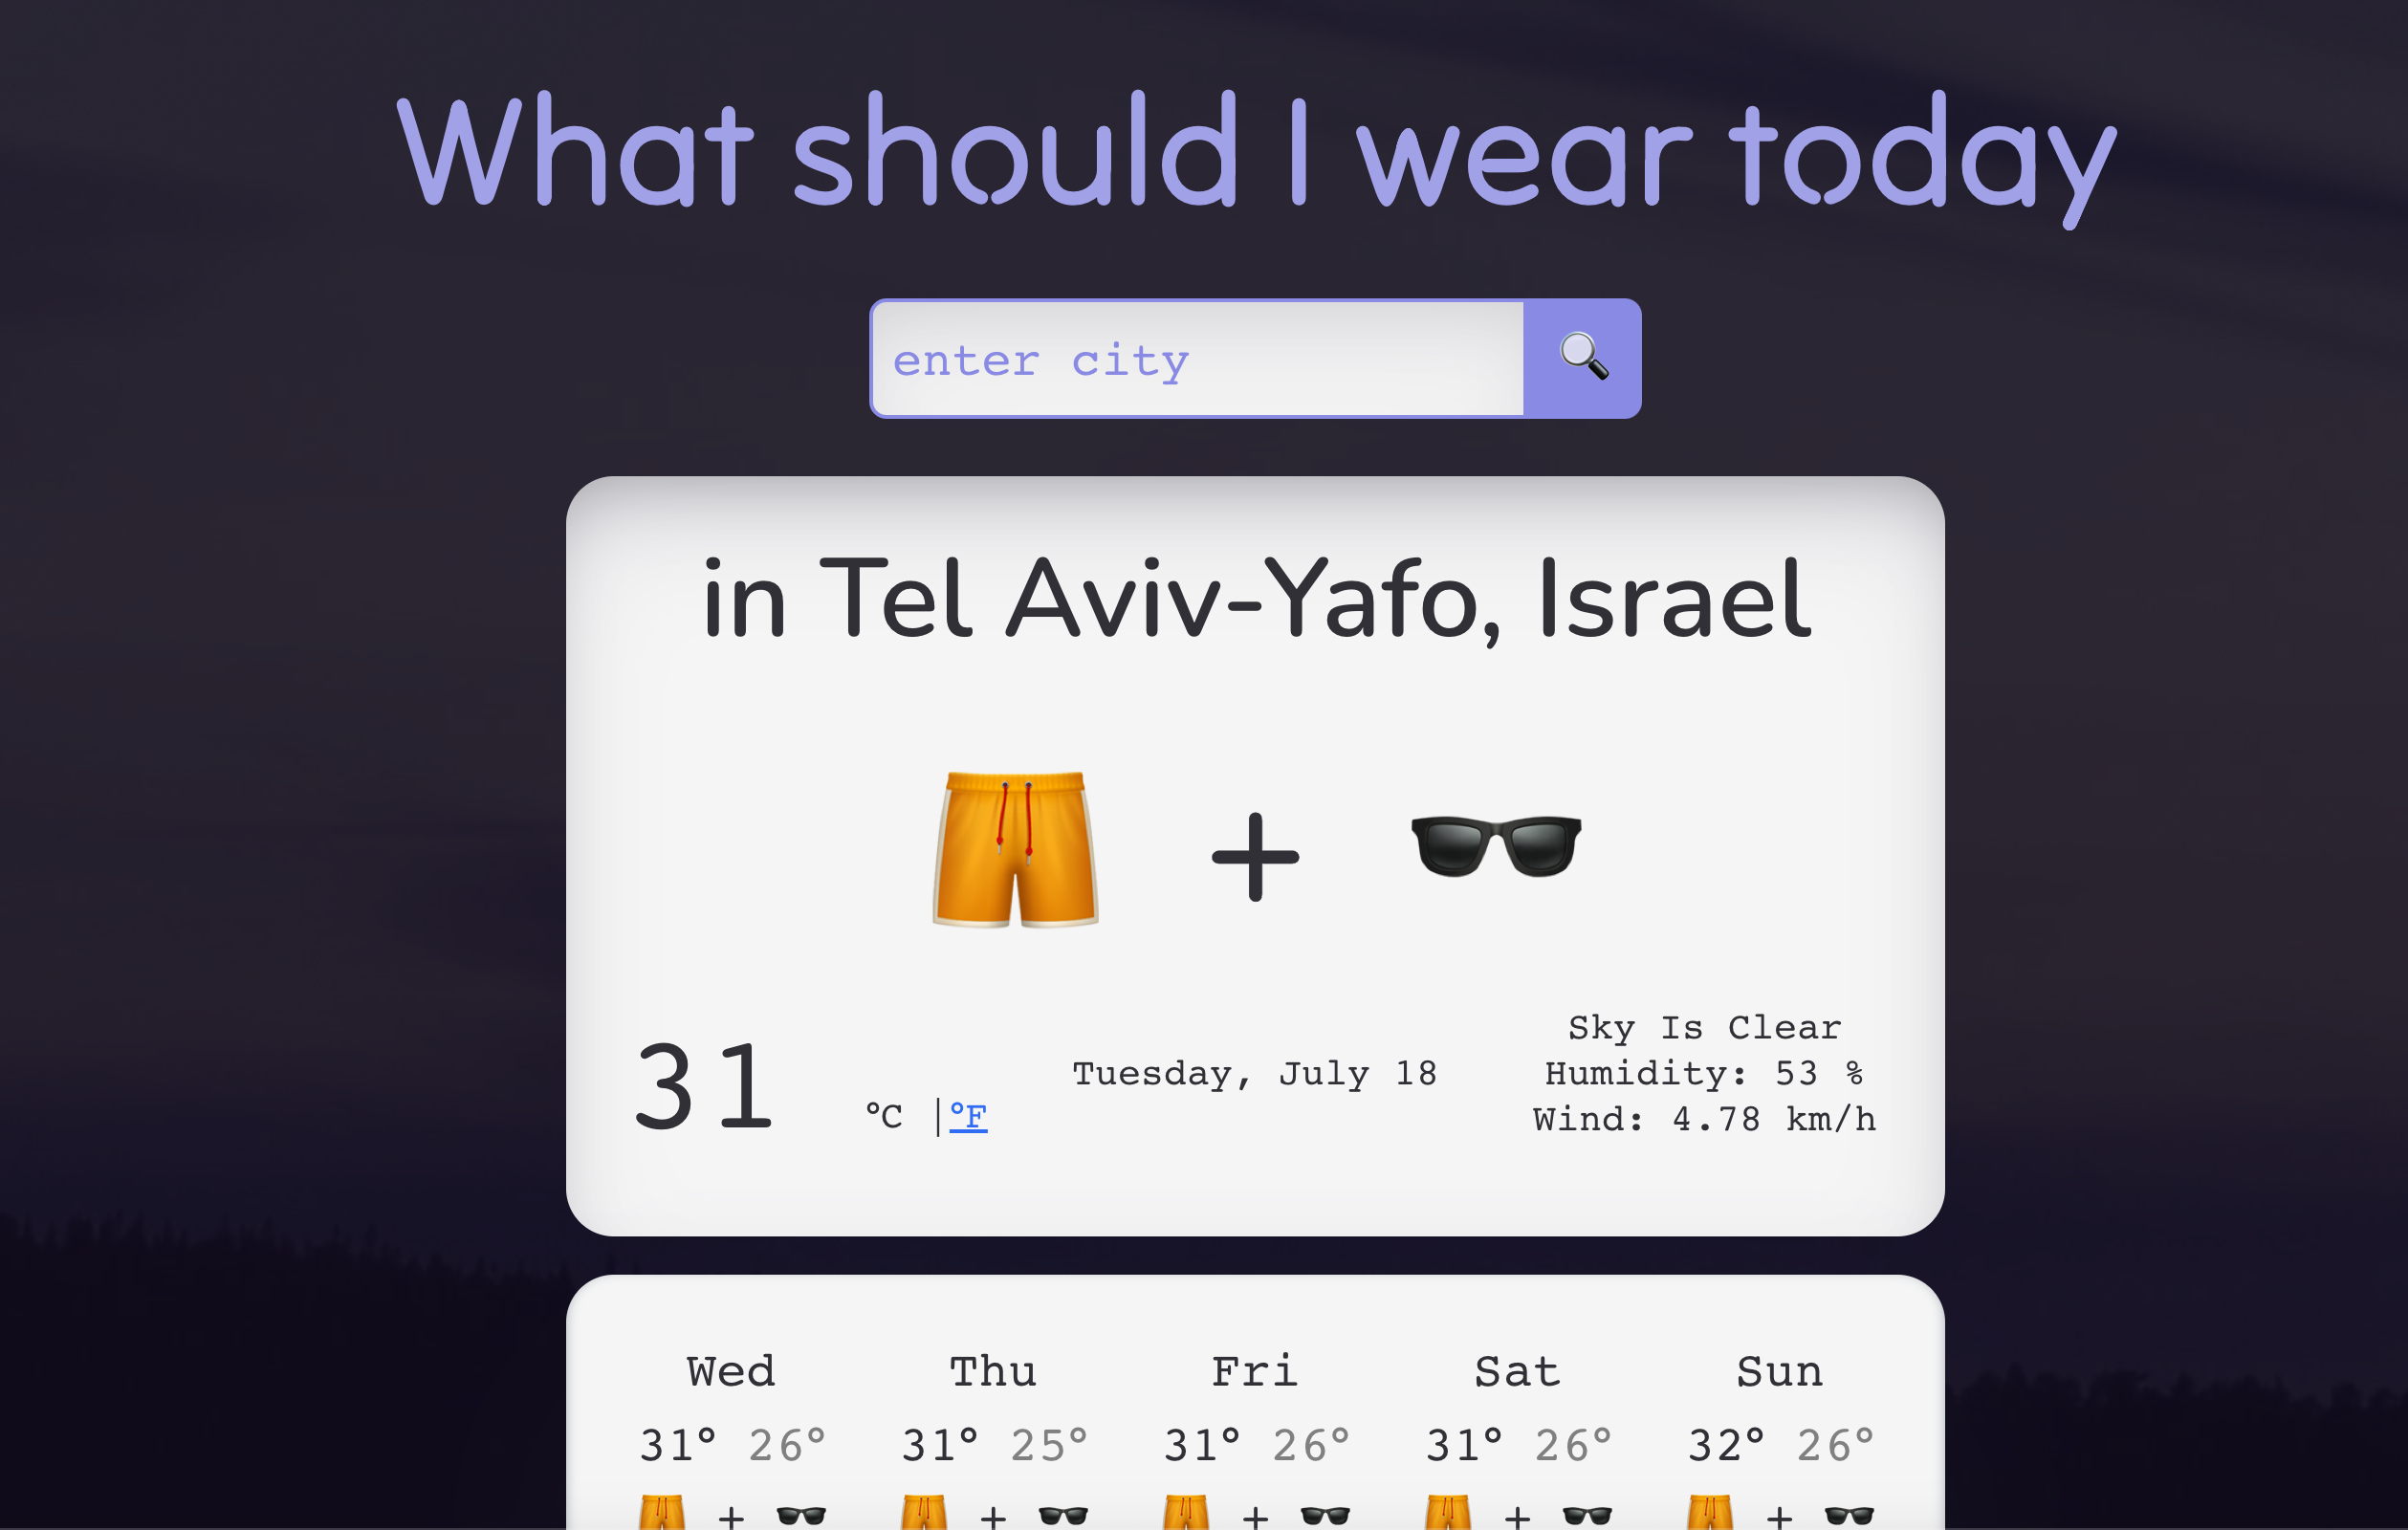 What should I wear today
enter city
in Tel Aviv-Yafo, Israel
+
31
°C |°F
Tuesday, July 18
Sky Is Clear
Humidity: 53 %
Wind: 4.78 km/h
Wed Thu Fri Sat Sun
31° 26° 31° 25° 31° 26° 31° 26° 32° 26°
+ + + + +